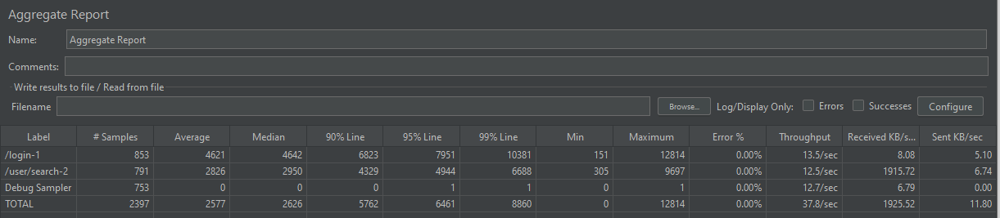 Aggregate Report
Name: Aggregate Report
Comments:
Write results to file / Read from file
Filename Browse... Log/Display Only: Errors Successes Configure
Label # Samples Average Median 90% Line 95% Line 99% Line Min Maximum Error % Throughput Received KB/s... Sent KB/sec
/login-1 853 4621 4642 6823 7951 10381 151 12814 0.00% 13.5/sec 8.08 5.10
/user/search-2 791 2826 2950 4329 4944 6688 305 9697 0.00% 12.5/sec 1915.72 6.74
Debug Sampler 753 0 0 0 1 1 0 1 0.00% 12.7/sec 6.79 0.00
TOTAL 2397 2577 2626 5762 6461 8860 0 12814 0.00% 37.8/sec 1925.52 11.80